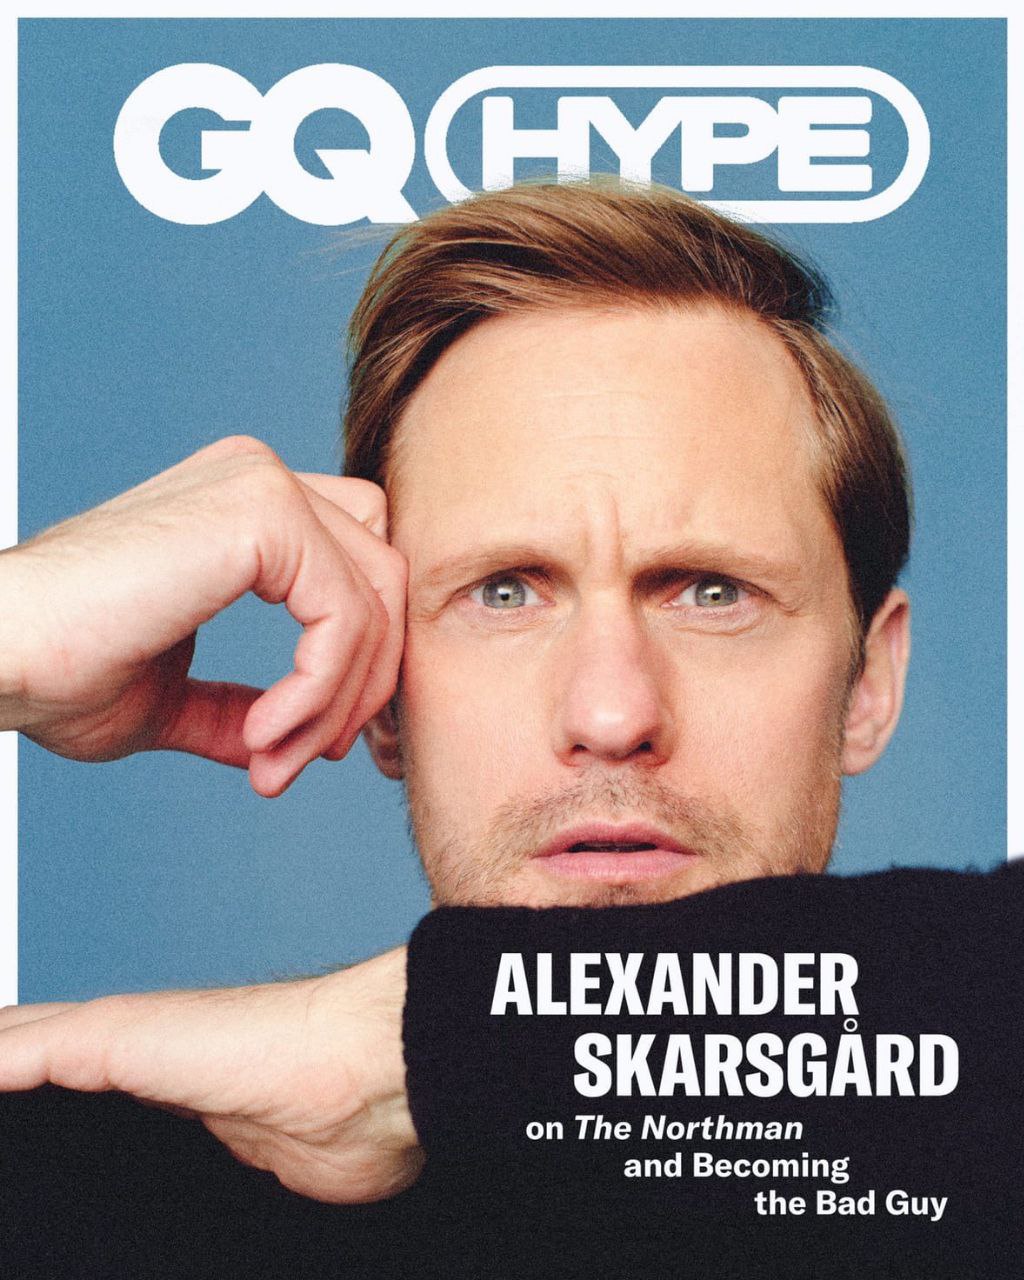 GQ HYPE
ALEXANDER
SKARSGÅRD
on The Northman
and Becoming
the Bad Guy